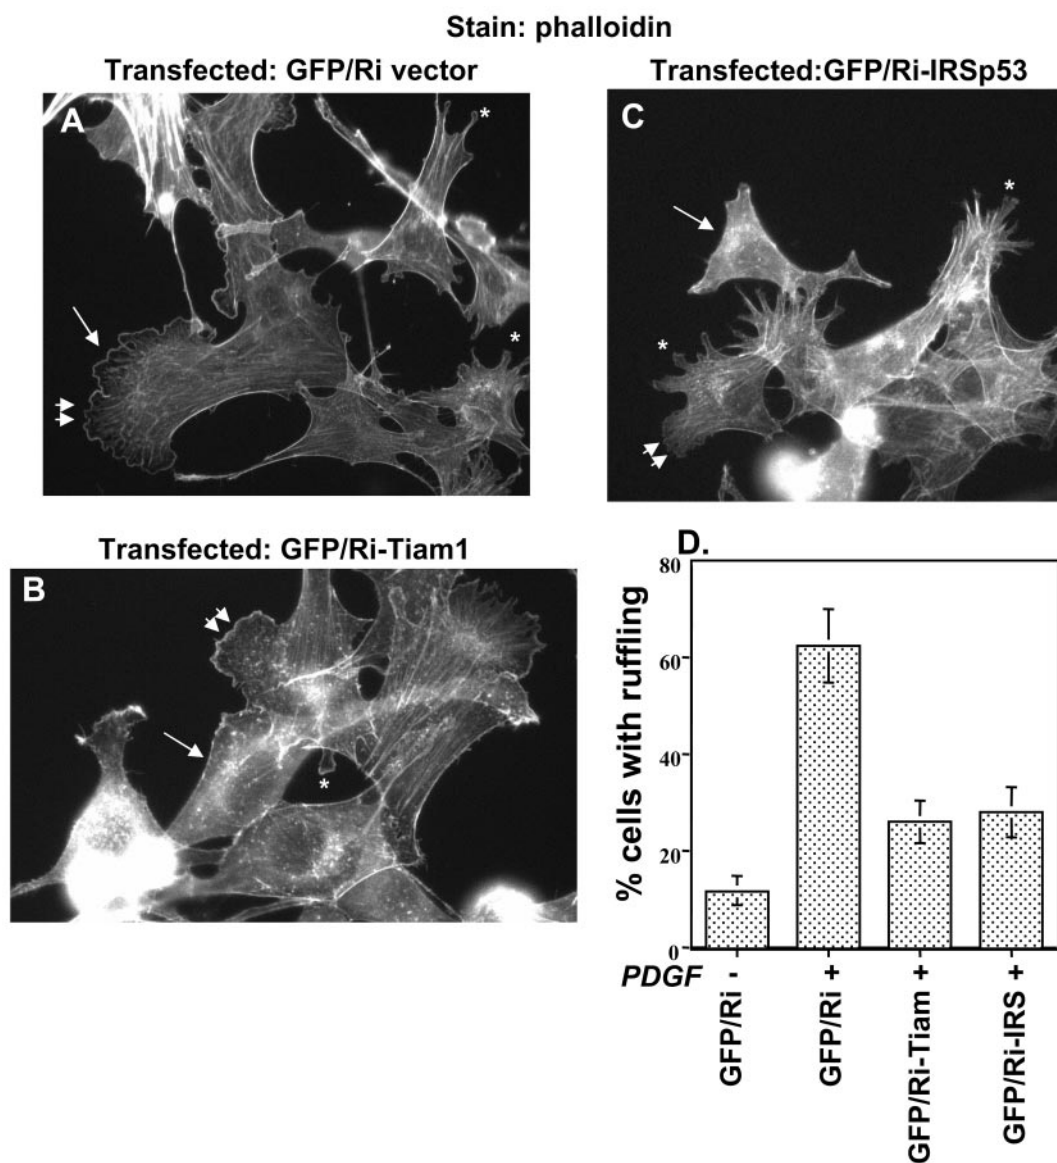 Stain: phalloidin
Transfected: GFP/Ri vector
Transfected:GFP/Ri-IRSp53
A
*
*
C
*
*
Transfected: GFP/Ri-Tiam1
B
*
D.
% cells with ruffling
80
60
40
20
0
PDGF - + + +
GFP/Ri
GFP/Ri
GFP/Ri-Tiam
GFP/Ri-IRS